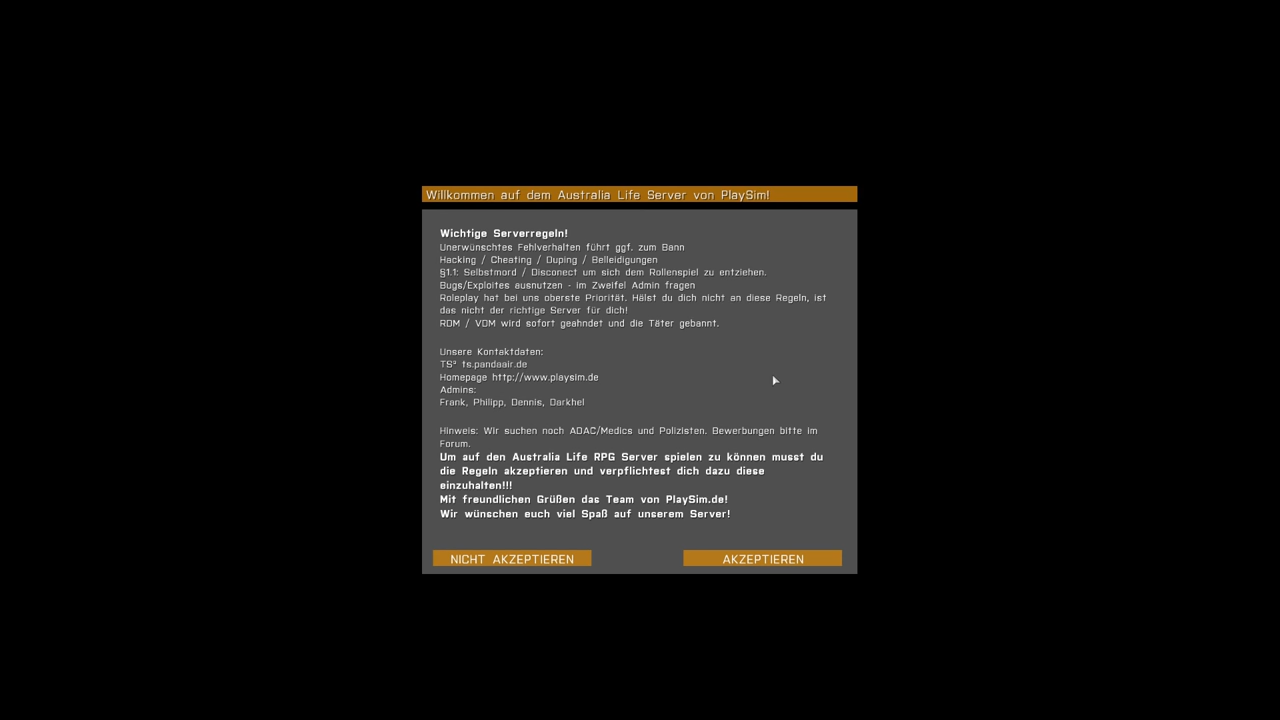 Willkommen auf dem Australia Life Server von PlaySim!
Wichtige Serverregeln!
Unerwünschtes Fehlverhalten führt ggf. zum Bann
Hacking / Cheating / Duping / Belleidigungen
§1.1: Selbstmord / Disconect um sich dem Rollenspiel zu entziehen.
Bugs/Exploites ausnutzen - im Zweifel Admin fragen
Roleplay hat bei uns oberste Priorität. Hälst du dich nicht an diese Regeln, ist
das nicht der richtige Server für dich!
RDM / VDM wird sofort geahndet und die Täter gebannt.
Unsere Kontaktdaten:
TS³ ts.pandaair.de
Homepage http://www.playsim.de
Admins:
Frank, Philipp, Dennis, Darkhel
Hinweis: Wir suchen noch ADAC/Medics und Polizisten. Bewerbungen bitte im
Forum.
Um auf den Australia Life RPG Server spielen zu können musst du
die Regeln akzeptieren und verpflichtest dich dazu diese
einzuhalten!!!
Mit freundlichen Grüßen das Team von PlaySim.de!
Wir wünschen euch viel Spaß auf unserem Server!
NICHT AKZEPTIEREN
AKZEPTIEREN